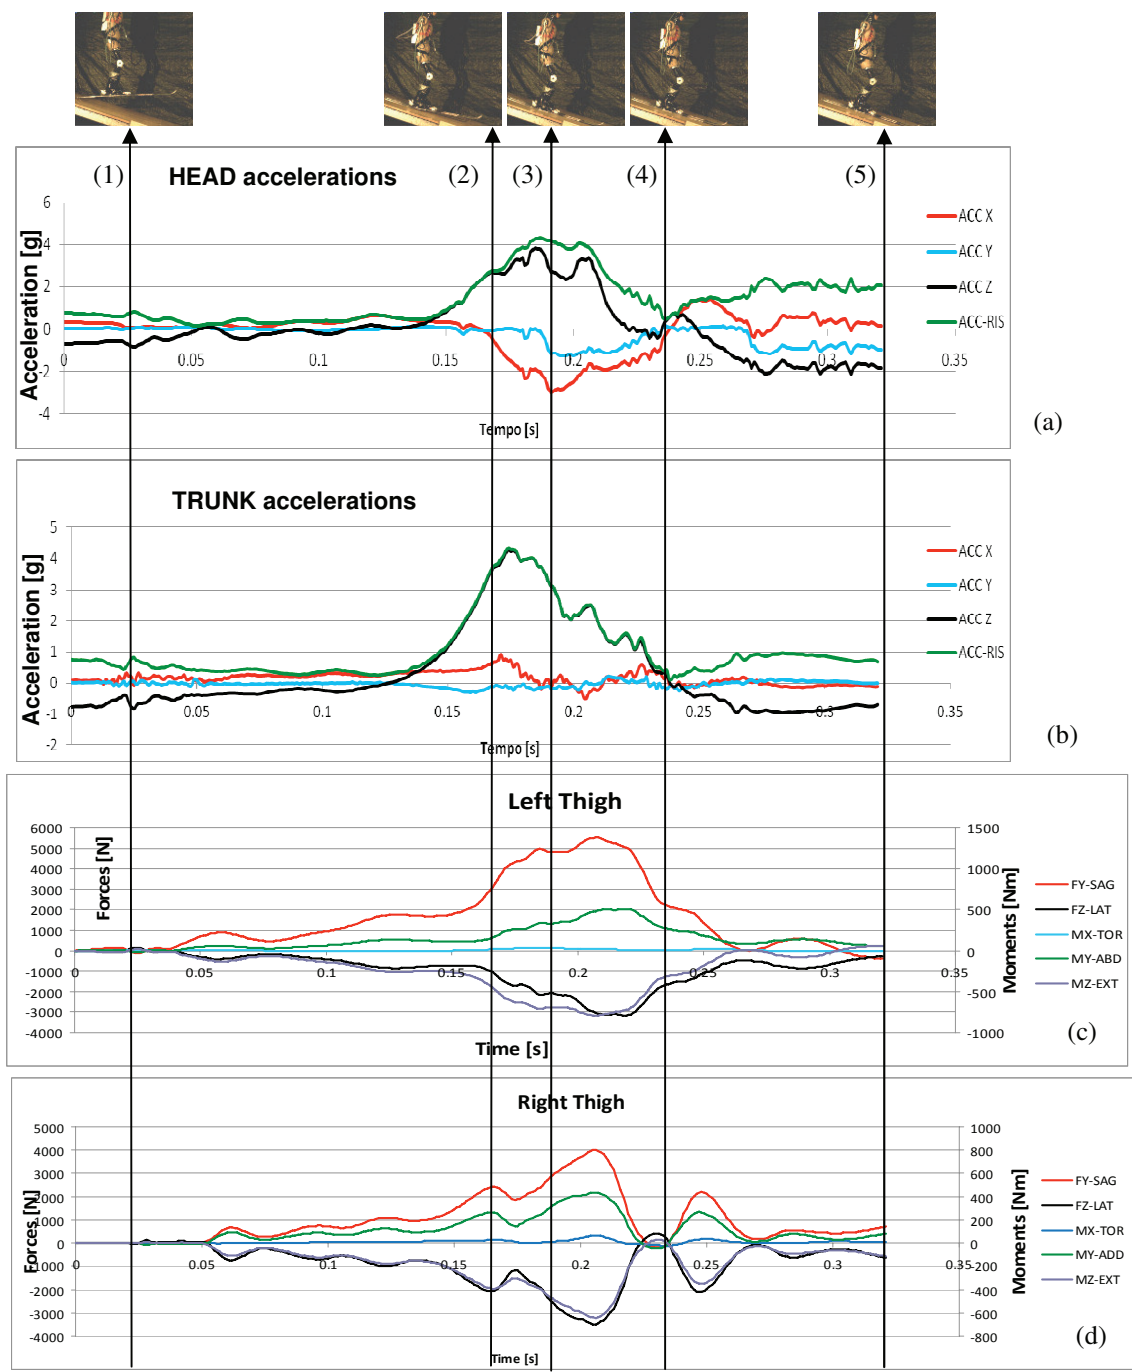 (1) (2) (3) (4) (5)
HEAD accelerations
Acceleration [g]
6
4
2
0
-2
-4
0 0.05 0.1 0.15 0.2 0.25 0.3 0.35
Tempo [s]
ACC X
ACC Y
ACC Z
ACC-RIS
(a)
TRUNK accelerations
Acceleration [g]
5
4
3
2
1
0
-1
-2
0 0.05 0.1 0.15 0.2 0.25 0.3 0.35
Tempo [s]
ACC X
ACC Y
ACC Z
ACC-RIS
(b)
Left Thigh
Forces [N]
6000
5000
4000
3000
2000
1000
0
-1000
-2000
-3000
-4000
0 0.05 0.1 0.15 0.2 0.25 0.3 0.35
Time [s]
1500
1000
500
0
-500
-1000
Moments [Nm]
FY-SAG
FZ-LAT
MX-TOR
MY-ABD
MZ-EXT
(c)
Right Thigh
Forces [N]
5000
4000
3000
2000
1000
0
-1000
-2000
-3000
-4000
0 0.05 0.1 0.15 0.2 0.25 0.3 0.35
Time [s]
1000
800
600
400
200
0
-200
-400
-600
-800
Moments [Nm]
FY-SAG
FZ-LAT
MX-TOR
MY-ADD
MZ-EXT
(d)